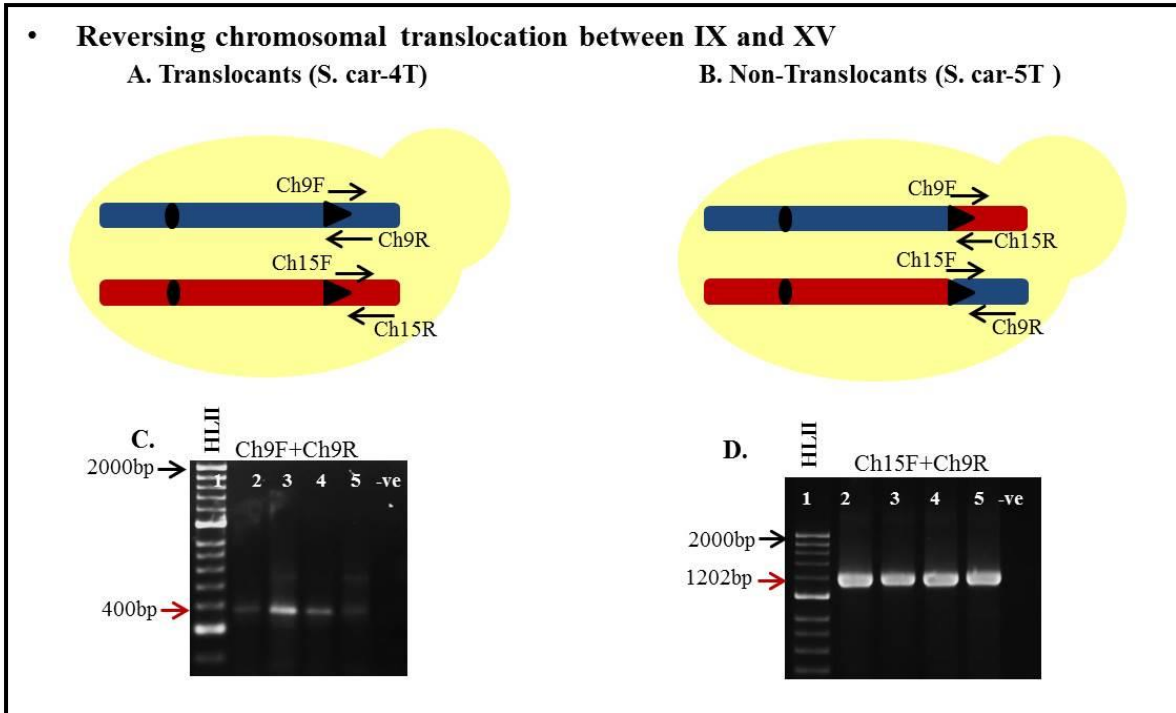 • Reversing chromosomal translocation between IX and XV
A. Translocants (S. car-4T)
B. Non-Translocants (S. car-5T )
Ch9F
Ch9R
Ch15F
Ch15R
Ch9F
Ch15R
Ch15F
Ch9R
C.
HLII
Ch9F+Ch9R
2000bp
1 2 3 4 5 -ve
400bp
D.
HLII
Ch15F+Ch9R
1 2 3 4 5 -ve
2000bp
1202bp